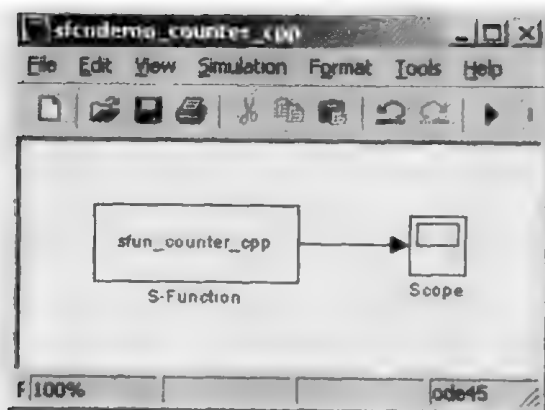 sfcndemo_counter_cpp
File Edit View Simulation Format Tools Help
sfun_counter_cpp
S-Function
Scope
F 100% ode45